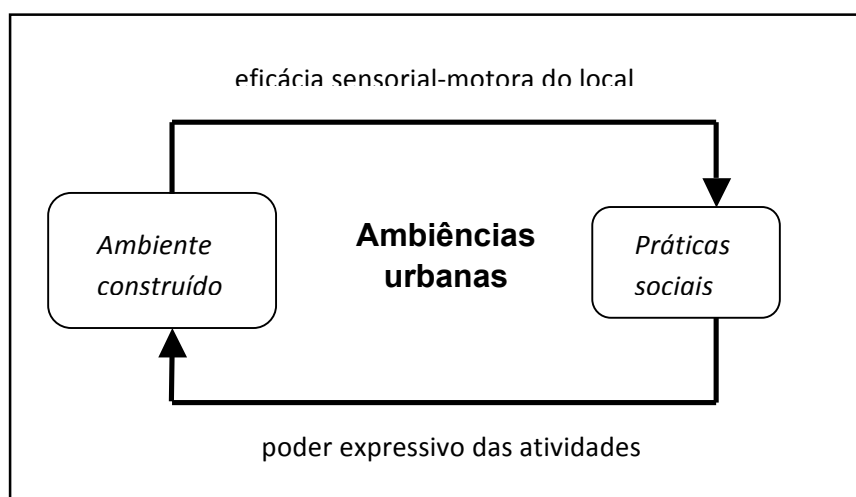 eficácia sensorial-motora do local
Ambiências
urbanas
Ambiente
construído
Práticas
sociais
poder expressivo das atividades